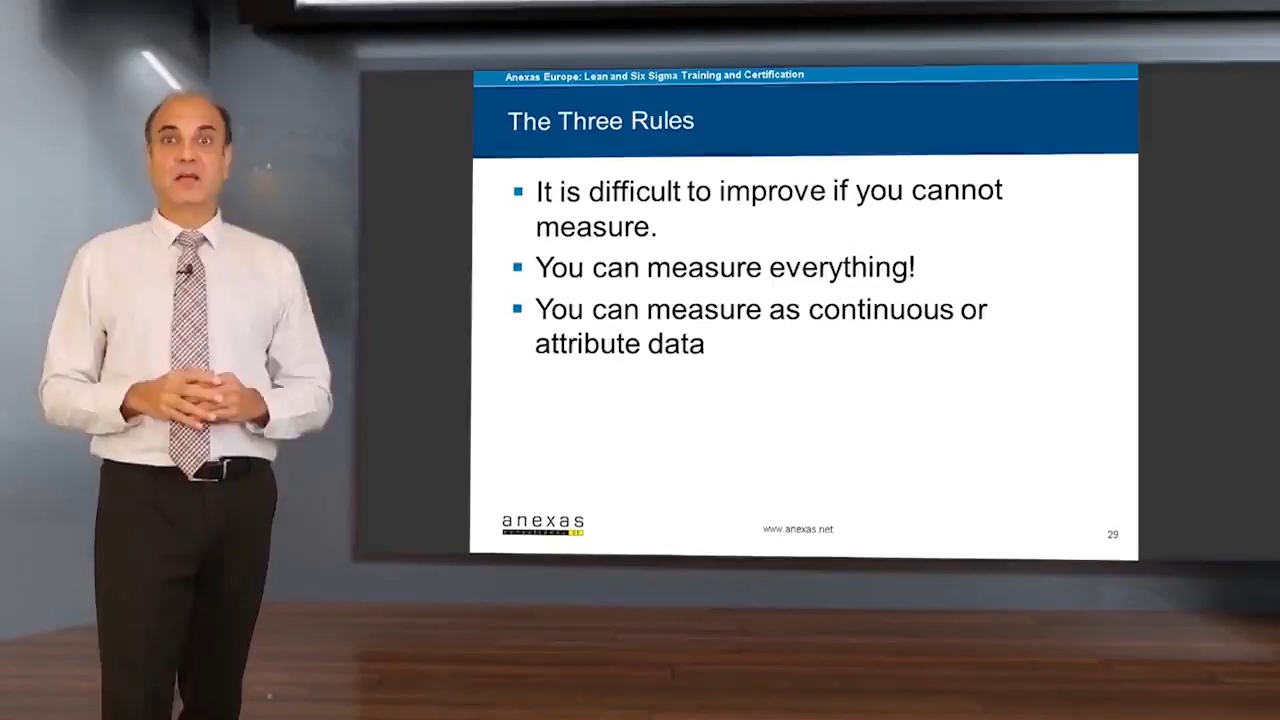 Anexas Europe: Lean and Six Sigma Training and Certification
The Three Rules
It is difficult to improve if you cannot
measure.
You can measure everything!
You can measure as continuous or
attribute data
anexas
www.anexas.net
29